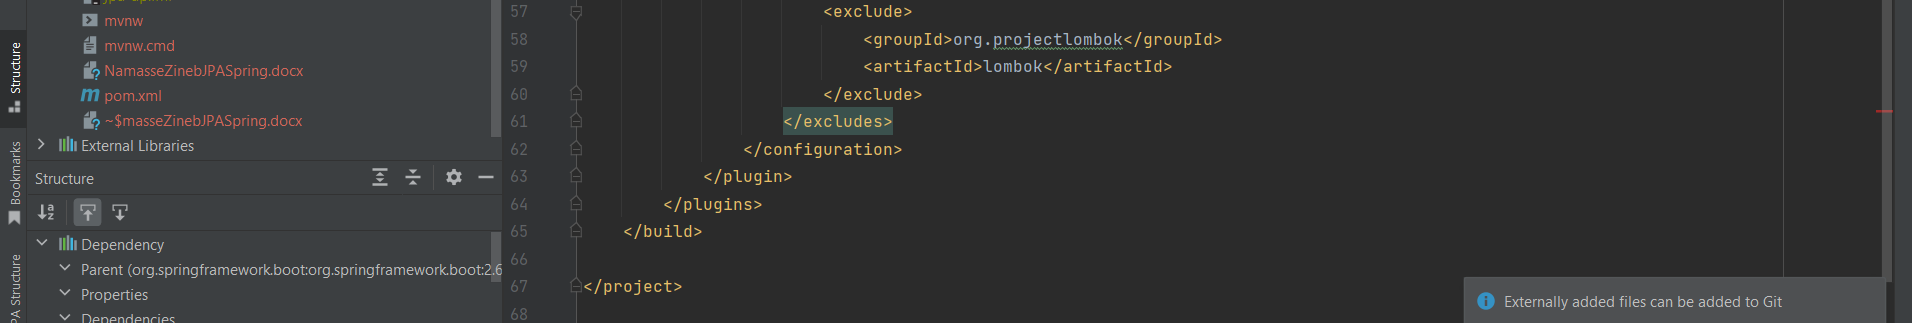 Structure
Bookmarks
PA Structure
mvnw
mvnw.cmd
NamasseZinebJPASpring.docx
pom.xml
~$masseZinebJPASpring.docx
External Libraries
Structure
Dependency
Parent (org.springframework.boot:org.springframework.boot:2.6
Properties
Dependencies
57 <exclude>
58 <groupId>org.projectlombok</groupId>
59 <artifactId>lombok</artifactId>
60 </exclude>
61 </excludes>
62 </configuration>
63 </plugin>
64 </plugins>
65 </build>
66
67 </project>
68
Externally added files can be added to Git